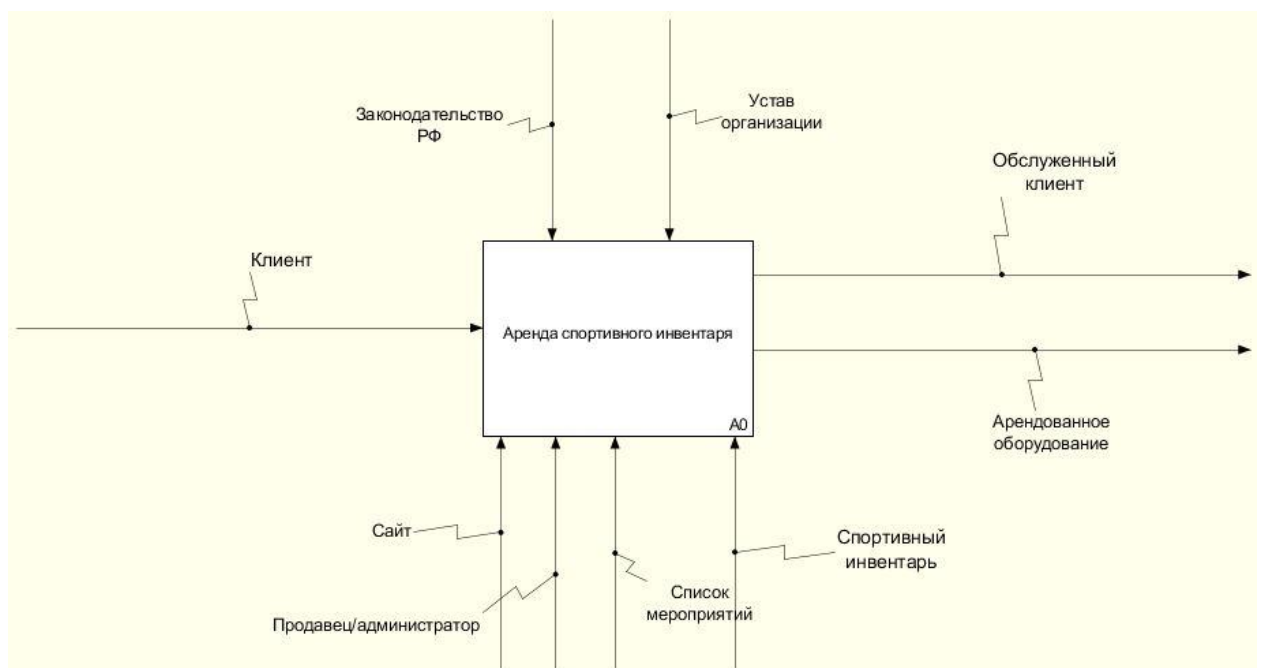 Законодательство
РФ
Устав
организации
Обслуженный
клиент
Клиент
Аренда спортивного инвентаря
A0
Арендованное
оборудование
Сайт
Спортивный
инвентарь
Список
мероприятий
Продавец/администратор